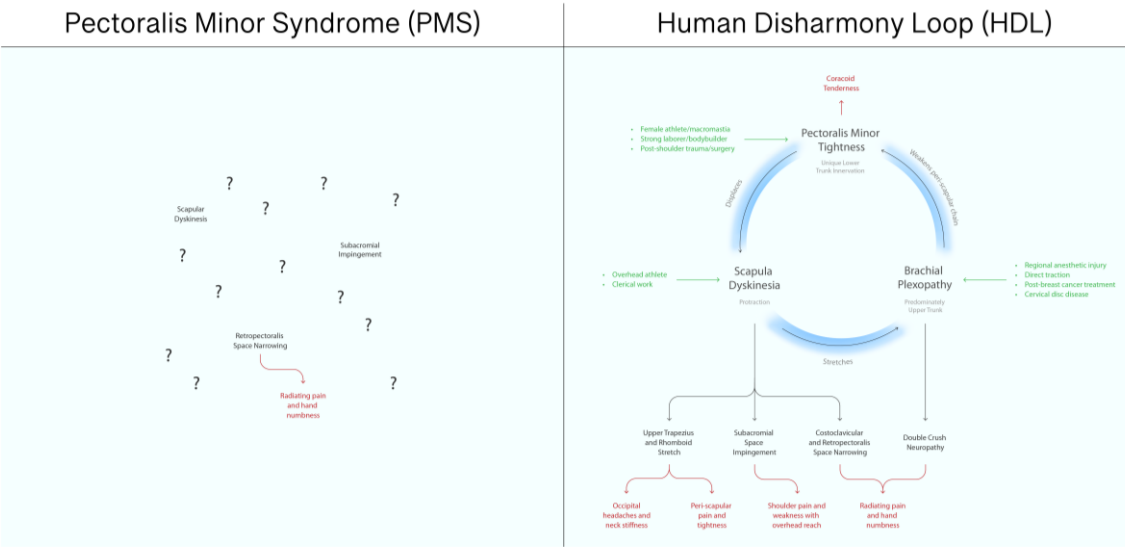 Pectoralis Minor Syndrome (PMS)
?
?
?
?
Scapular
Dyskinesis
Subacromial
Impingement
?
?
?
?
?
Retropectoralis
Space Narrowing
?
?
?
Radiating pain
and hand
numbness
Human Disharmony Loop (HDL)
Coracoid
Tenderness
• Female athlete/macromastia
• Strong laborer/bodybuilder
• Post-shoulder trauma/surgery
Pectoralis Minor
Tightness
Unique Lower
Trunk Innervation
Displaces
Weakens peri-scapular chain
• Overhead athlete
• Clerical work
Scapula
Dyskinesia
Protraction
Brachial
Plexopathy
Predominately
Upper Trunk
• Regional anesthetic injury
• Direct traction
• Post-breast cancer treatment
• Cervical disc disease
Stretches
Upper Trapezius
and Rhomboid
Stretch
Subacromial
Space
Impingement
Costoclavicular
and Retropectoralis
Space Narrowing
Double Crush
Neuropathy
Occipital
headaches and
neck stiffness
Peri-scapular
pain and
tightness
Shoulder pain and
weakness with
overhead reach
Radiating pain
and hand
numbness